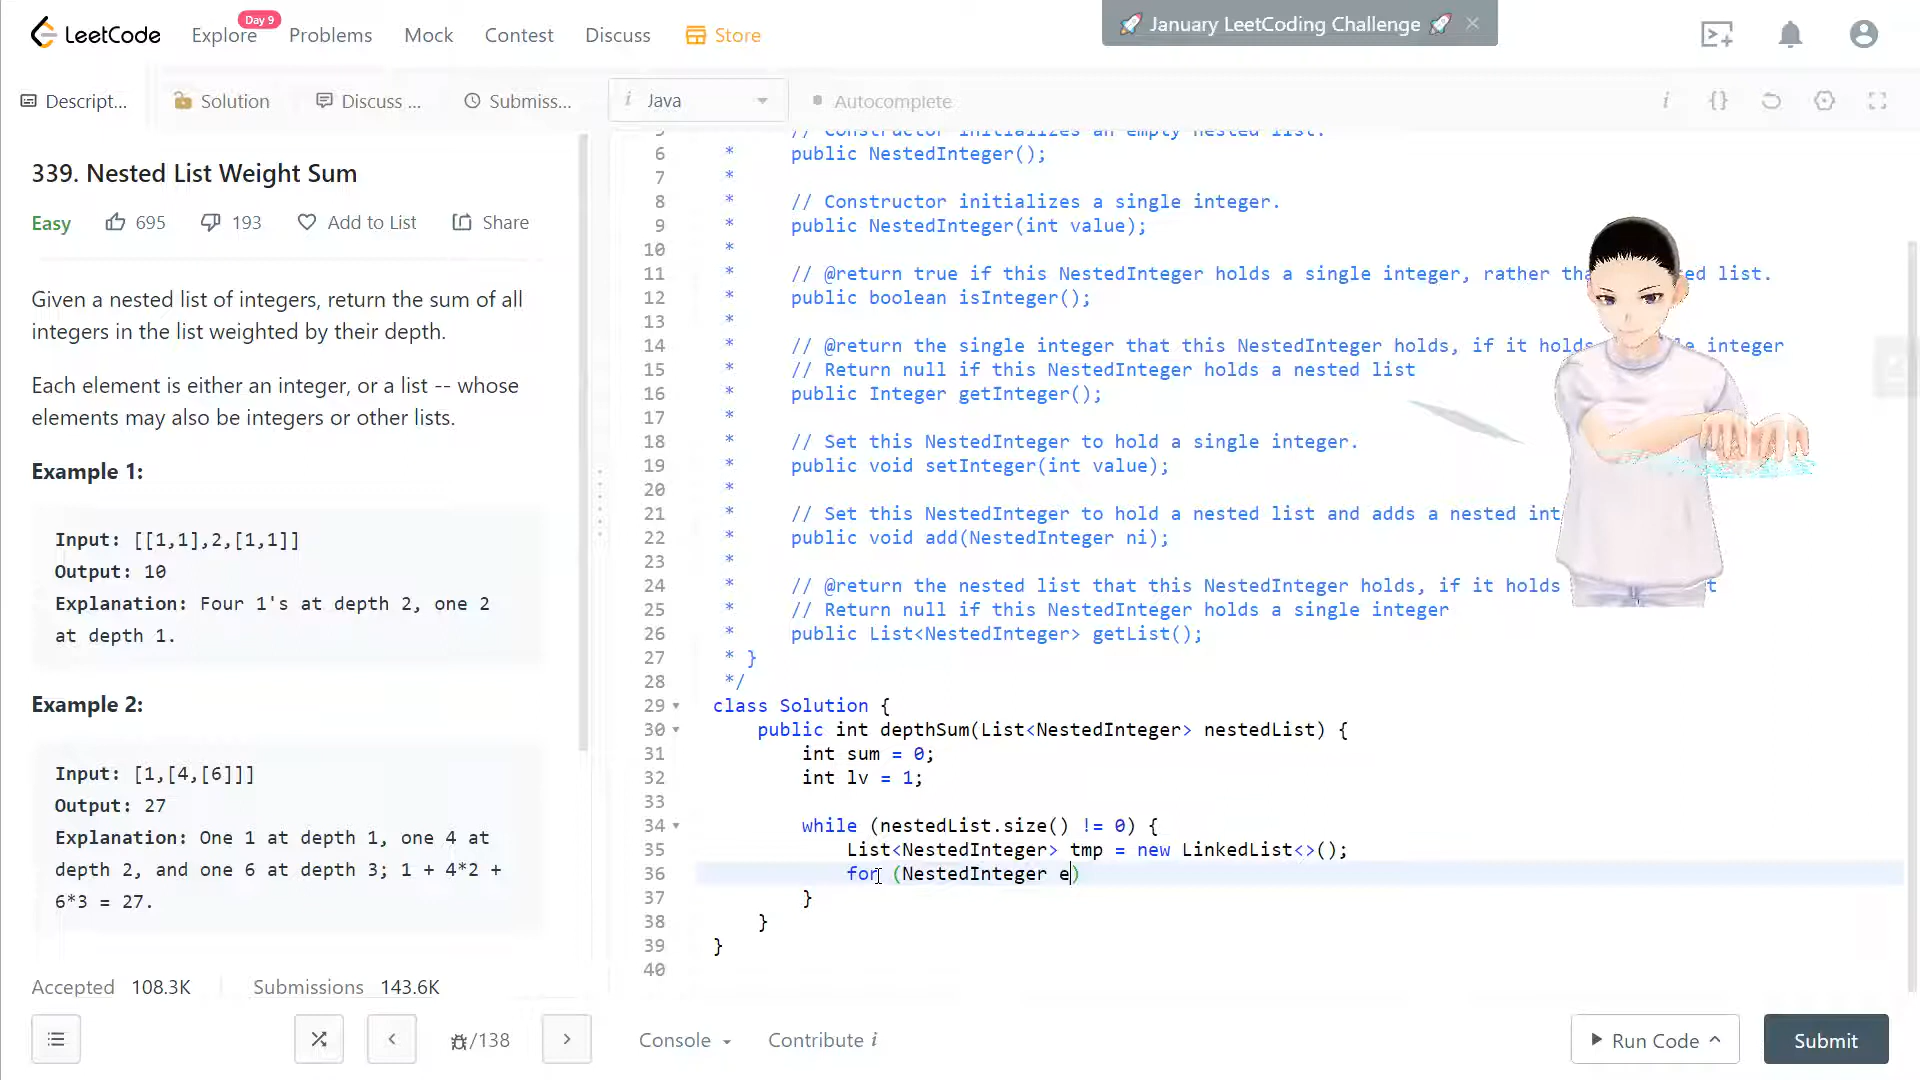 LeetCode
Explore
Day 9
Problems
Mock
Contest
Discuss
Store
🚀 January LeetCoding Challenge 🚀
Descript...
Solution
Discuss ...
Submiss...
i Java
Autocomplete
339. Nested List Weight Sum
Easy
695
193
Add to List
Share
Given a nested list of integers, return the sum of all
integers in the list weighted by their depth.
Each element is either an integer, or a list -- whose
elements may also be integers or other lists.
Example 1:
Input: [[1,1],2,[1,1]]
Output: 10
Explanation: Four 1's at depth 2, one 2
at depth 1.
Example 2:
Input: [1,[4,[6]]]
Output: 27
Explanation: One 1 at depth 1, one 4 at
depth 2, and one 6 at depth 3; 1 + 4*2 +
6*3 = 27.
Accepted 108.3K
Submissions 143.6K
/138
5 * // Constructor initializes an empty nested list.
6 * public NestedInteger();
7 *
8 * // Constructor initializes a single integer.
9 * public NestedInteger(int value);
10 *
11 * // @return true if this NestedInteger holds a single integer, rather list.
12 * public boolean isInteger();
13 *
14 * // @return the single integer that this NestedInteger holds, if it holds integer
15 * // Return null if this NestedInteger holds a nested list
16 * public Integer getInteger();
17 *
18 * // Set this NestedInteger to hold a single integer.
19 * public void setInteger(int value);
20 *
21 * // Set this NestedInteger to hold a nested list and adds a nested int
22 * public void add(NestedInteger ni);
23 *
24 * // @return the nested list that this NestedInteger holds, if it holds
25 * // Return null if this NestedInteger holds a single integer
26 * public List<NestedInteger> getList();
27 * }
28 */
29 class Solution {
30 public int depthSum(List<NestedInteger> nestedList) {
31 int sum = 0;
32 int lv = 1;
33
34 while (nestedList.size() != 0) {
35 List<NestedInteger> tmp = new LinkedList<>();
36 for (NestedInteger e)
37 }
38 }
39 }
40
Console
Contribute i
Run Code
Submit